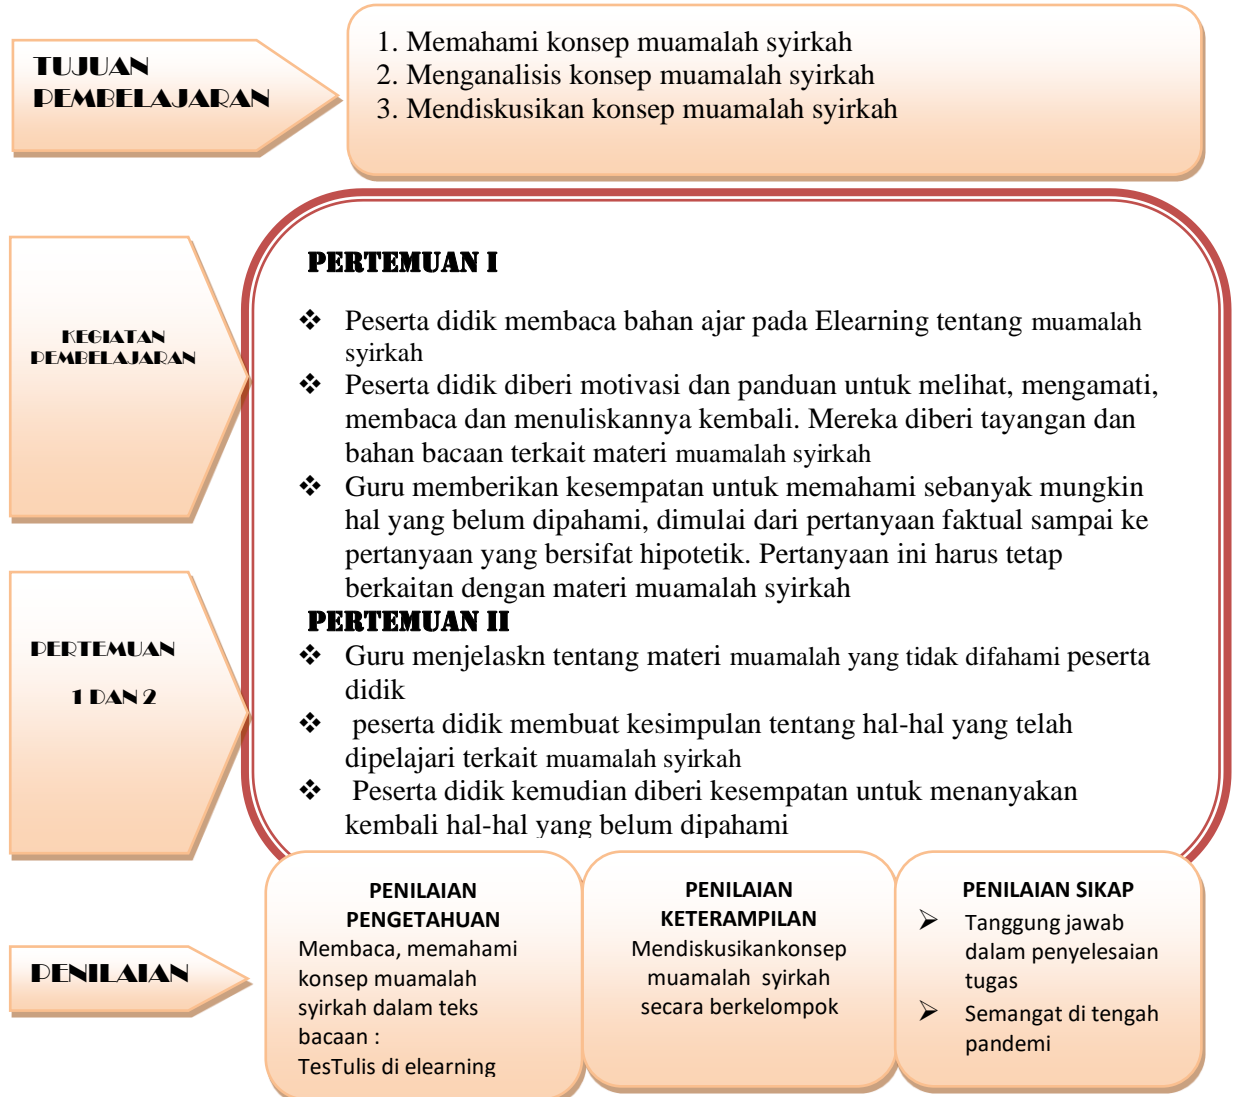 TUJUAN
PEMBELAJARAN
1. Memahami konsep muamalah syirkah
2. Menganalisis konsep muamalah syirkah
3. Mendiskusikan konsep muamalah syirkah
KEGIATAN
PEMBELAJARAN
PERTEMUAN
1 DAN 2
PERTEMUAN I
❖ Peserta didik membaca bahan ajar pada Elearning tentang muamalah
syirkah
❖ Peserta didik diberi motivasi dan panduan untuk melihat, mengamati,
membaca dan menuliskannya kembali. Mereka diberi tayangan dan
bahan bacaan terkait materi muamalah syirkah
❖ Guru memberikan kesempatan untuk memahami sebanyak mungkin
hal yang belum dipahami, dimulai dari pertanyaan faktual sampai ke
pertanyaan yang bersifat hipotetik. Pertanyaan ini harus tetap
berkaitan dengan materi muamalah syirkah
PERTEMUAN II
❖ Guru menjelaskn tentang materi muamalah yang tidak difahami peserta
didik
❖ peserta didik membuat kesimpulan tentang hal-hal yang telah
dipelajari terkait muamalah syirkah
❖ Peserta didik kemudian diberi kesempatan untuk menanyakan
kembali hal-hal yang belum dipahami
PENILAIAN
PENILAIAN
PENGETAHUAN
Membaca, memahami
konsep muamalah
syirkah dalam teks
bacaan :
TesTulis di elearning
PENILAIAN
KETERAMPILAN
Mendiskusikankonsep
muamalah syirkah
secara berkelompok
PENILAIAN SIKAP
➢ Tanggung jawab
dalam penyelesaian
tugas
➢ Semangat di tengah
pandemi